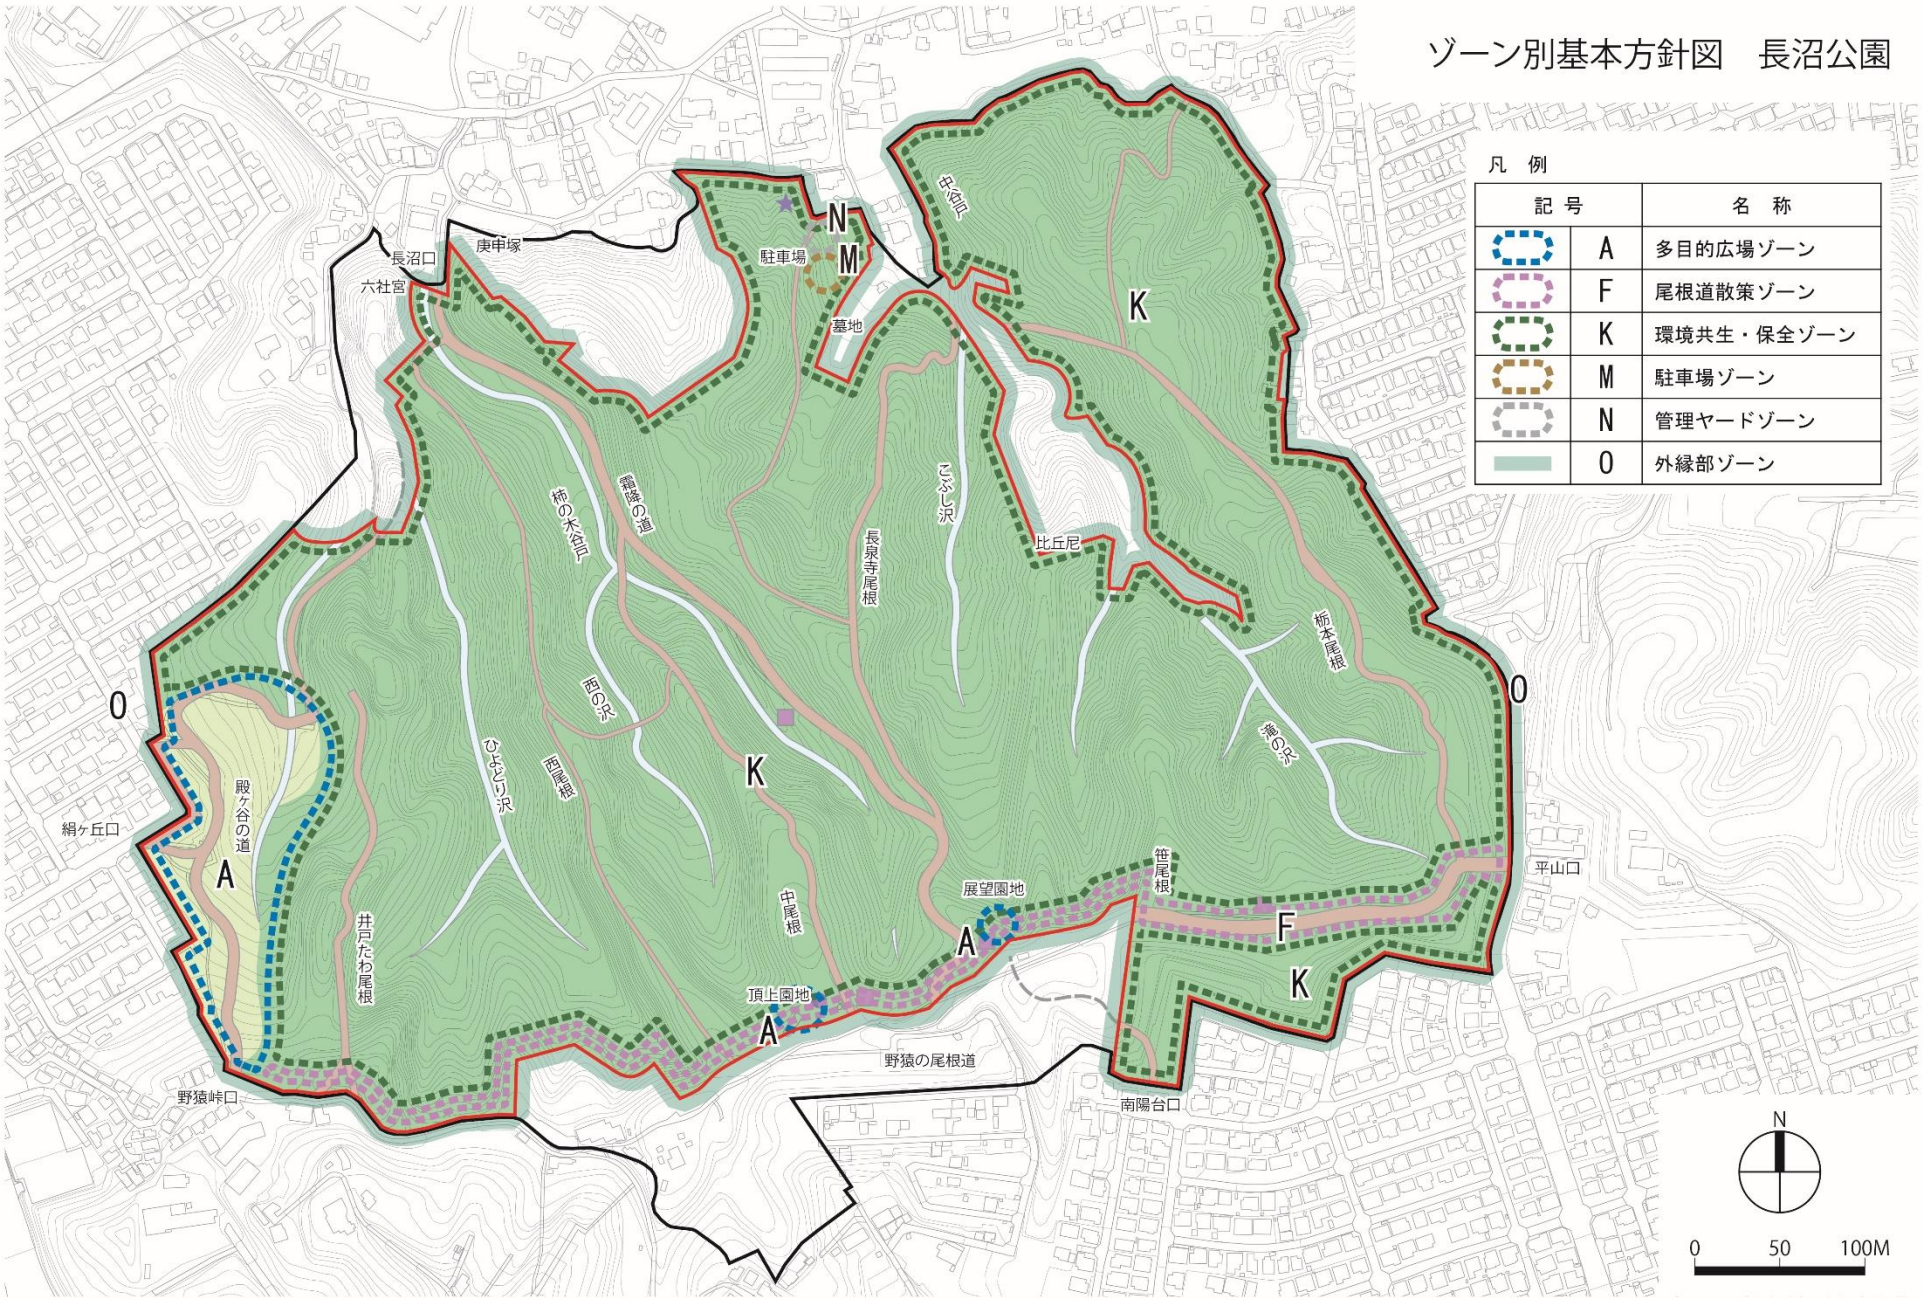 ゾーン別基本方針図　長沼公園
凡　例
記 号　名　称
A　多目的広場ゾーン
F　尾根道散策ゾーン
K　環境共生・保全ゾーン
M　駐車場ゾーン
N　管理ヤードゾーン
O　外縁部ゾーン
中谷戸
N
庚申塚
長沼口
駐車場
M
六社宮
K
墓地
こぶし沢
霜降の道
柿の木谷戸
長泉寺尾根
比丘尼
栃本尾根
西の沢
O
O
滝の沢
ひよどり沢
西尾根
K
殿ヶ谷の道
絹ヶ丘口
A
笹尾根
平山口
展望園地
中尾根
井戸たわ尾根
F
A
K
頂上園地
A
野猿の尾根道
野猿峠口
南陽台口
N
0　50　100M